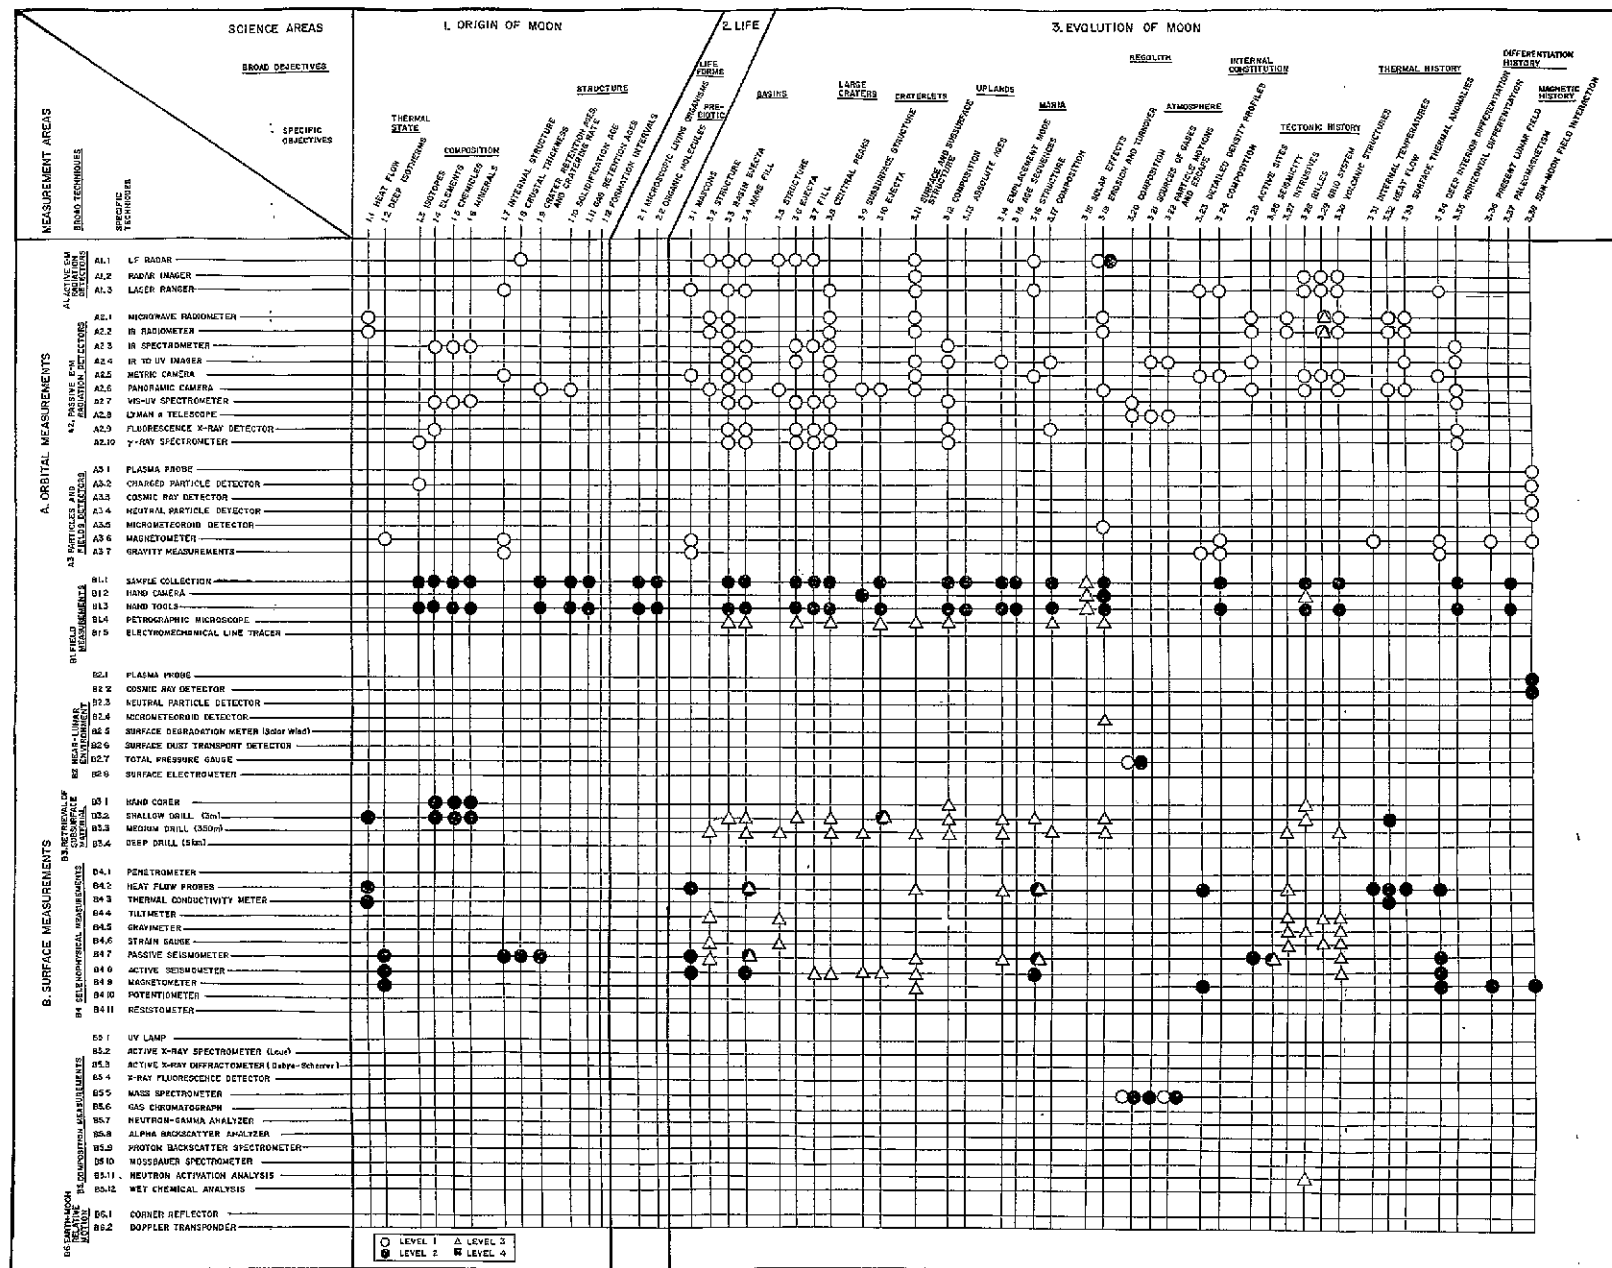 SCIENCE AREAS
1. ORIGIN OF MOON
2. LIFE
3. EVOLUTION OF MOON
BROAD OBJECTIVES
SPECIFIC OBJECTIVES
MEASUREMENT AREAS
BROAD TECHNIQUES
SPECIFIC TECHNIQUES
THERMAL STATE
COMPOSITION
STRUCTURE
LIFE FORMS
PRE-BIOTIC
BASINS
LARGE CRATERS
CRATERLETS
UPLANDS
MARIA
REGOLITH
ATMOSPHERE
INTERNAL CONSTITUTION
TECTONIC HISTORY
THERMAL HISTORY
DIFFERENTIATION HISTORY
MAGNETIC HISTORY
1.1 HEAT FLOW
1.2 DEEP ISOTHERMS
1.3 ISOTOPES
1.4 ELEMENTS
1.5 CHEMICALS
1.6 MINERALS
1.7 INTERNAL STRUCTURE
1.8 CRUSTAL THICKNESS
1.9 CRATER RETENTION AGES, AND CRATERING RATE
1.10 SOLIDIFICATION AGE
1.11 GAS RETENTION AGES
1.12 FORMATION INTERVALS
2.1 MICROSCOPIC LIVING ORGANISMS
2.2 ORGANIC MOLECULES
3.1 MASCONS
3.2 STRUCTURE
3.3 BASIN EJECTA
3.4 MARE FILL
3.5 STRUCTURE
3.6 EJECTA
3.7 FILL
3.8 CENTRAL PEAKS
3.9 SUBSURFACE STRUCTURE
3.10 EJECTA
3.11 SURFACE AND SUBSURFACE STRUCTURE
3.12 COMPOSITION
3.13 ABSOLUTE AGES
3.14 EMPLACEMENT MODE
3.15 AGE SEQUENCES
3.16 STRUCTURE
3.17 COMPOSITION
3.18 SOLAR EFFECTS
3.19 EROSION AND TURNOVER
3.20 COMPOSITION
3.21 SOURCES OF GASES
3.22 PARTICLE MOTIONS AND ESCAPE
3.23 DETAILED DENSITY PROFILES
3.24 COMPOSITION
3.25 ACTIVE SITES
3.26 SEISMICITY
3.27 INTRUSIVES
3.28 RILLES
3.29 GRID SYSTEM
3.30 VOLCANIC STRUCTURES
3.31 INTERNAL TEMPERATURES
3.32 HEAT FLOW
3.33 SURFACE THERMAL ANOMALIES
3.34 DEEP INTERIOR DIFFERENTIATION
3.35 HORIZONTAL DIFFERENTIATION
3.36 PRESENT LUNAR FIELD
3.37 PALEOMAGNETISM
3.38 SUN-MOON FIELD INTERACTION
A. ORBITAL MEASUREMENTS
A1. ACTIVE E-M RADIATION DETECTORS
A1.1 LF RADAR
A1.2 RADAR IMAGER
A1.3 LASER RANGER
A2. PASSIVE E-M RADIATION DETECTORS
A2.1 MICROWAVE RADIOMETER
A2.2 IR RADIOMETER
A2.3 IR SPECTROMETER
A2.4 IR TO UV IMAGER
A2.5 METRIC CAMERA
A2.6 PANORAMIC CAMERA
A2.7 VIS-UV SPECTROMETER
A2.8 LYMAN α TELESCOPE
A2.9 FLUORESCENCE X-RAY DETECTOR
A2.10 γ-RAY SPECTROMETER
A3 PARTICLES AND FIELDS DETECTORS
A3.1 PLASMA PROBE
A3.2 CHARGED PARTICLE DETECTOR
A3.3 COSMIC RAY DETECTOR
A3.4 NEUTRAL PARTICLE DETECTOR
A3.5 MICROMETEOROID DETECTOR
A3.6 MAGNETOMETER
A3.7 GRAVITY MEASUREMENTS
B. SURFACE MEASUREMENTS
B1. FIELD MEASUREMENTS
B1.1 SAMPLE COLLECTION
B1.2 HAND CAMERA
B1.3 HAND TOOLS
B1.4 PETROGRAPHIC MICROSCOPE
B1.5 ELECTROMECHANICAL LINE TRACER
B2 NEAR-LUNAR ENVIRONMENT
B2.1 PLASMA PROBE
B2.2 COSMIC RAY DETECTOR
B2.3 NEUTRAL PARTICLE DETECTOR
B2.4 MICROMETEOROID DETECTOR
B2.5 SURFACE DEGRADATION METER (Solar Wind)
B2.6 SURFACE DUST TRANSPORT DETECTOR
B2.7 TOTAL PRESSURE GAUGE
B2.8 SURFACE ELECTROMETER
B3. RETRIEVAL OF SUBSURFACE MATERIAL
B3.1 HAND CORER
B3.2 SHALLOW DRILL (3m)
B3.3 MEDIUM DRILL (350m)
B3.4 DEEP DRILL (5km)
B4 SELENOPHYSICAL MEASUREMENTS
B4.1 PENETROMETER
B4.2 HEAT FLOW PROBES
B4.3 THERMAL CONDUCTIVITY METER
B4.4 TILTMETER
B4.5 GRAVIMETER
B4.6 STRAIN GAUGE
B4.7 PASSIVE SEISMOMETER
B4.8 ACTIVE SEISMOMETER
B4.9 MAGNETOMETER
B4.10 POTENTIOMETER
B4.11 RESISTOMETER
B5. COMPOSITION MEASUREMENTS
B5.1 UV LAMP
B5.2 ACTIVE X-RAY SPECTROMETER (Laue)
B5.3 ACTIVE X-RAY DIFFRACTOMETER (Debye-Scherrer)
B5.4 X-RAY FLUORESCENCE DETECTOR
B5.5 MASS SPECTROMETER
B5.6 GAS CHROMATOGRAPH
B5.7 NEUTRON-GAMMA ANALYZER
B5.8 ALPHA BACKSCATTER ANALYZER
B5.9 PROTON BACKSCATTER SPECTROMETER
B5.10 MOSSBAUER SPECTROMETER
B5.11 NEUTRON ACTIVATION ANALYSIS
B5.12 WET CHEMICAL ANALYSIS
B6 EARTH-MOON RELATIVE MOTION
B6.1 CORNER REFLECTOR
B6.2 DOPPLER TRANSPONDER
LEVEL 1
LEVEL 2
LEVEL 3
LEVEL 4